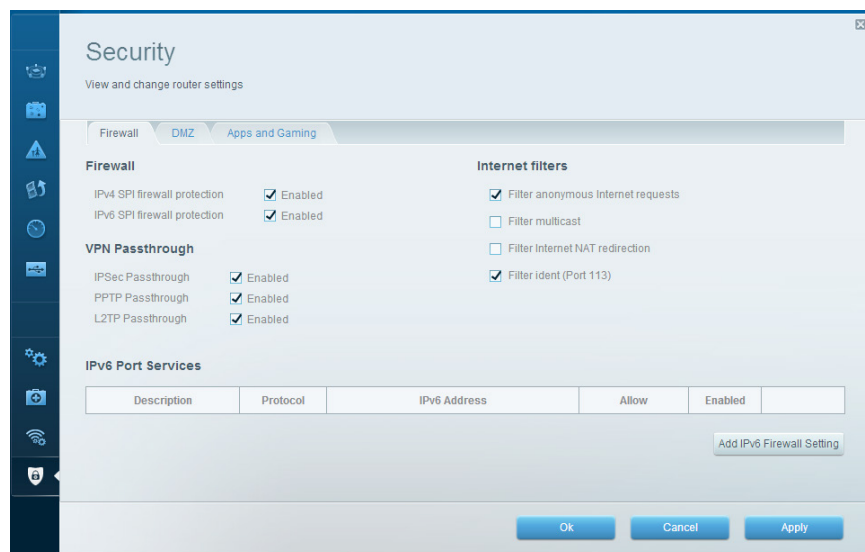 Security
View and change router settings
Firewall DMZ Apps and Gaming
Firewall
IPv4 SPI firewall protection Enabled
IPv6 SPI firewall protection Enabled
VPN Passthrough
IPSec Passthrough Enabled
PPTP Passthrough Enabled
L2TP Passthrough Enabled
Internet filters
Filter anonymous Internet requests
Filter multicast
Filter Internet NAT redirection
Filter ident (Port 113)
IPv6 Port Services
Description Protocol IPv6 Address Allow Enabled
Add IPv6 Firewall Setting
Ok Cancel Apply